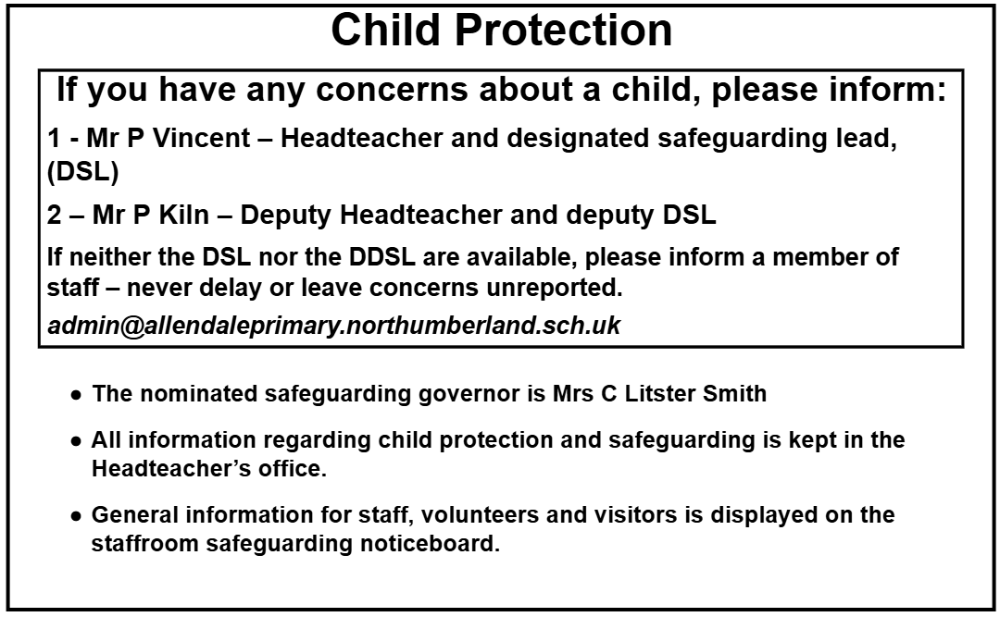 Child Protection
If you have any concerns about a child, please inform:
1 - Mr P Vincent – Headteacher and designated safeguarding lead,
(DSL)
2 – Mr P Kiln – Deputy Headteacher and deputy DSL
If neither the DSL nor the DDSL are available, please inform a member of
staff – never delay or leave concerns unreported.
admin@allendaleprimary.northumberland.sch.uk
● The nominated safeguarding governor is Mrs C Litster Smith
● All information regarding child protection and safeguarding is kept in the
Headteacher’s office.
● General information for staff, volunteers and visitors is displayed on the
staffroom safeguarding noticeboard.